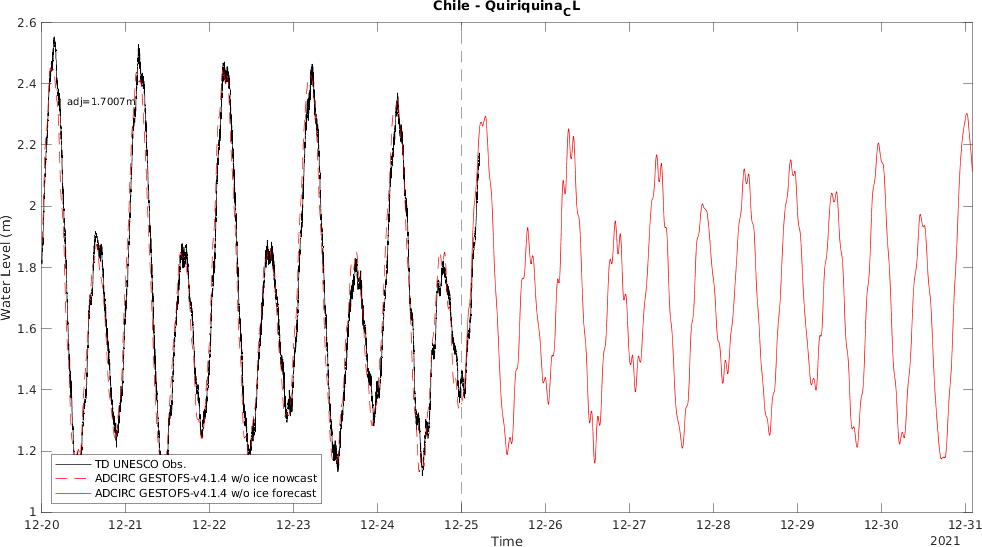 Chile - Quiriquina_CL
2.6
2.4
adj=1.7007m
2.2
2
1.8
1.6
1.4
1.2
1
Water Level (m)
TD UNESCO Obs.
ADCIRC GESTOFS-v4.1.4 w/o ice nowcast
ADCIRC GESTOFS-v4.1.4 w/o ice forecast
12-20 12-21 12-22 12-23 12-24 12-25 12-26 12-27 12-28 12-29 12-30 12-31
Time
2021